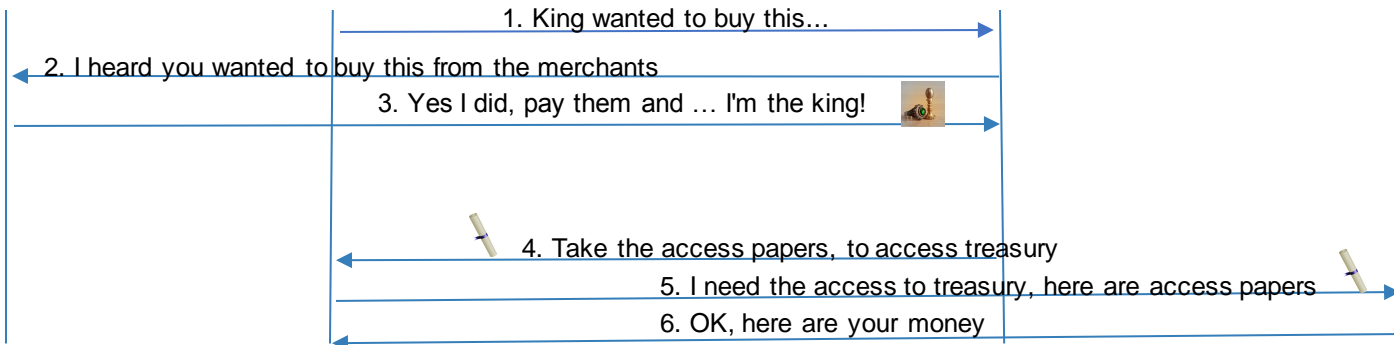 1. King wanted to buy this...
2. I heard you wanted to buy this from the merchants
3. Yes I did, pay them and … I'm the king!
4. Take the access papers, to access treasury
5. I need the access to treasury, here are access papers
6. OK, here are your money